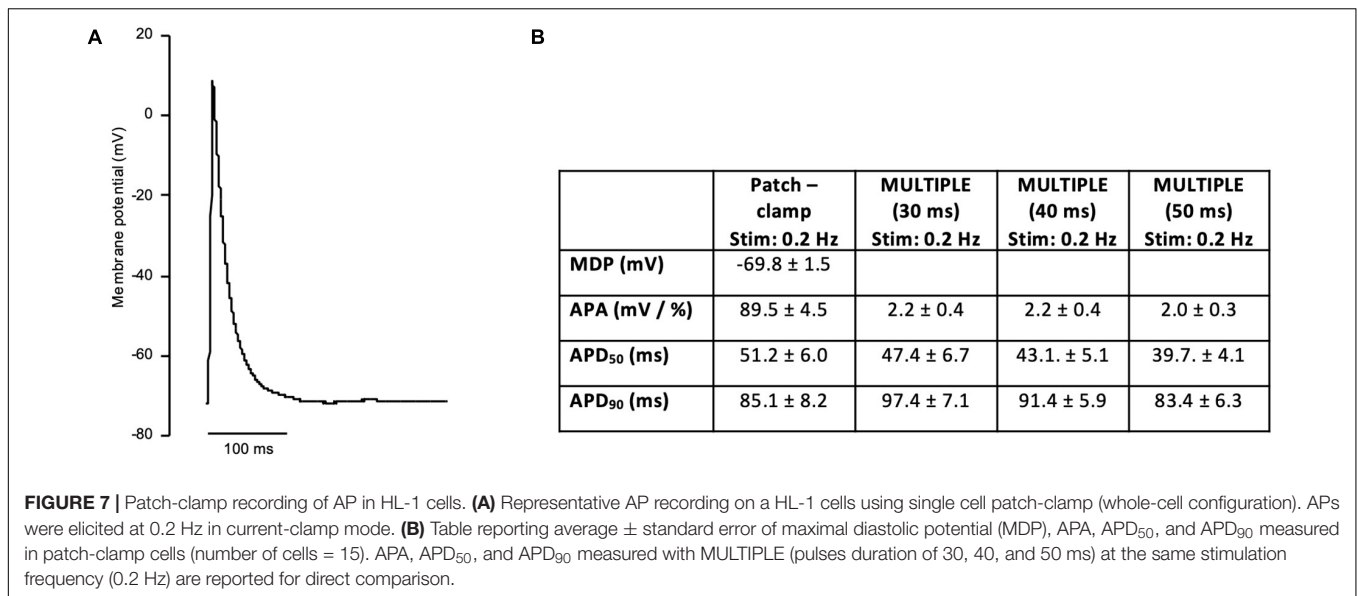 A
B
20
0
-20
-40
-60
-80
Membrane potential (mV)
100 ms
Patch –
clamp
Stim: 0.2 Hz
MULTIPLE
(30 ms)
Stim: 0.2 Hz
MULTIPLE
(40 ms)
Stim: 0.2 Hz
MULTIPLE
(50 ms)
Stim: 0.2 Hz
MDP (mV) -69.8 ± 1.5
APA (mV / %) 89.5 ± 4.5 2.2 ± 0.4 2.2 ± 0.4 2.0 ± 0.3
APD50 (ms) 51.2 ± 6.0 47.4 ± 6.7 43.1. ± 5.1 39.7. ± 4.1
APD90 (ms) 85.1 ± 8.2 97.4 ± 7.1 91.4 ± 5.9 83.4 ± 6.3
FIGURE 7 | Patch-clamp recording of AP in HL-1 cells. (A) Representative AP recording on a HL-1 cells using single cell patch-clamp (whole-cell configuration). APs
were elicited at 0.2 Hz in current-clamp mode. (B) Table reporting average ± standard error of maximal diastolic potential (MDP), APA, APD50, and APD90 measured
in patch-clamp cells (number of cells = 15). APA, APD50, and APD90 measured with MULTIPLE (pulses duration of 30, 40, and 50 ms) at the same stimulation
frequency (0.2 Hz) are reported for direct comparison.